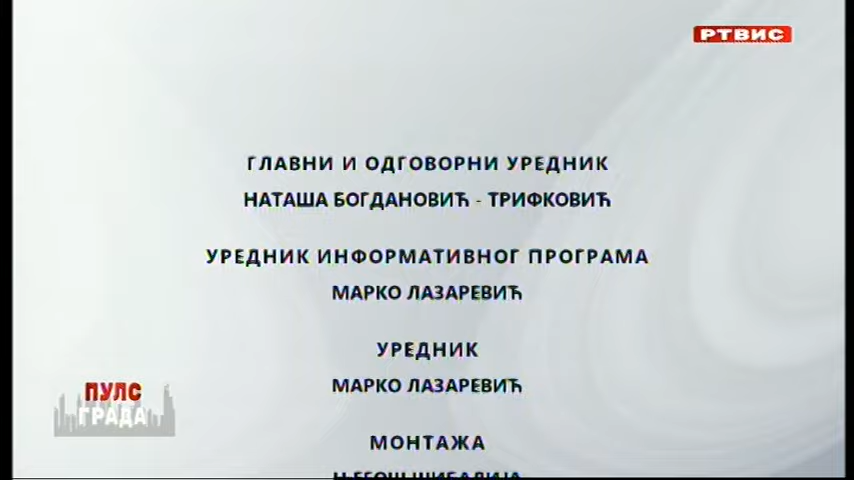 РТВИС
ГЛАВНИ И ОДГОВОРНИ УРЕДНИК
НАТАША БОГДАНОВИЋ - ТРИФКОВИЋ
УРЕДНИК ИНФОРМАТИВНОГ ПРОГРАМА
МАРКО ЛАЗАРЕВИЋ
УРЕДНИК
МАРКО ЛАЗАРЕВИЋ
ПУЛС
ГРАДА
МОНТАЖА